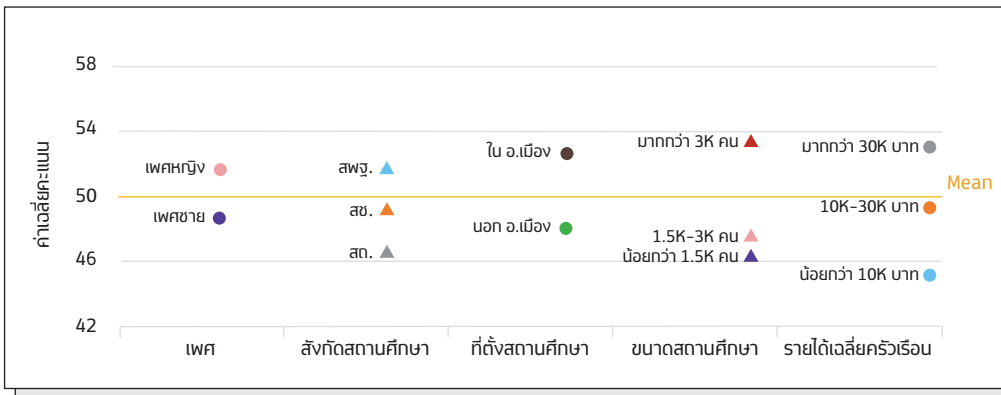 ค่าเฉลี่ยคะแนน
58
54
50
46
42
Mean
เพศหญิง
เพศชาย
สพฐ.
สช.
สถ.
ใน อ.เมือง
นอก อ.เมือง
มากกว่า 3K คน
1.5K-3K คน
น้อยกว่า 1.5K คน
มากกว่า 30K บาท
10K-30K บาท
น้อยกว่า 10K บาท
เพศ
สังกัดสถานศึกษา
ที่ตั้งสถานศึกษา
ขนาดสถานศึกษา
รายได้เฉลี่ยครัวเรือน